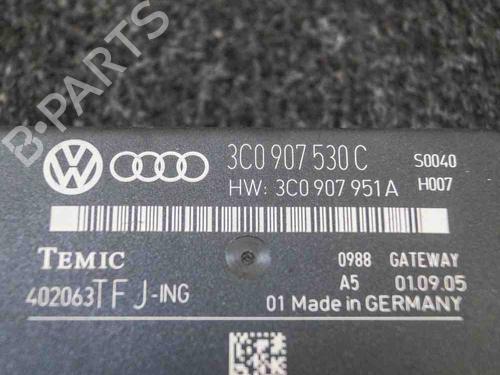 B-PARTS
3C0 907 530 C S0040
HW: 3C0 907 951 A H007
TEMIC 0988 GATEWAY
402063TFJ-ING A5 01.09.05
01 Made in GERMANY